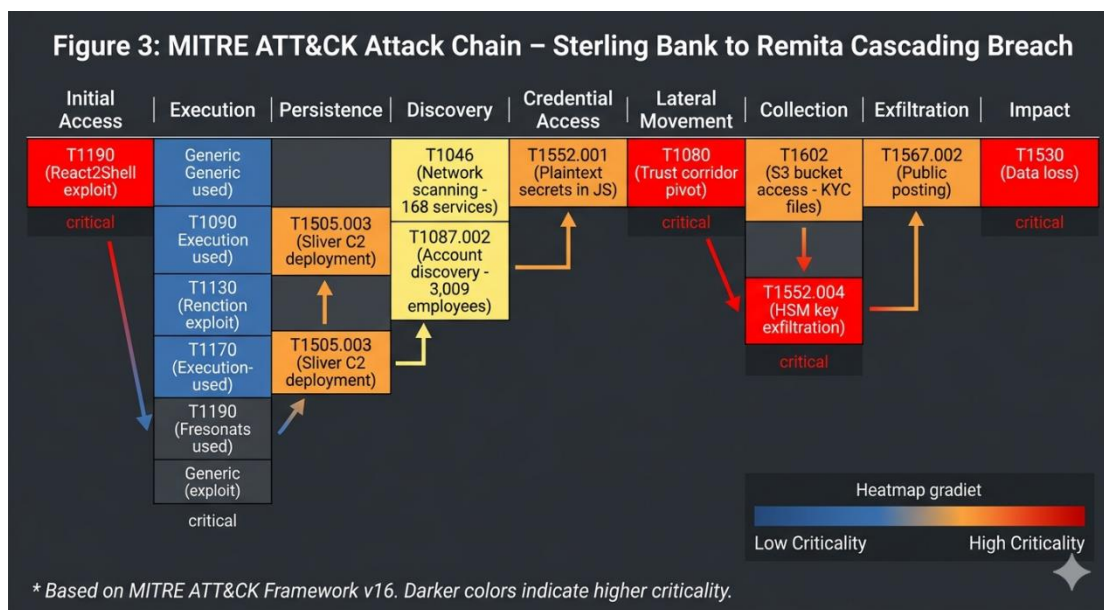 Figure 3: MITRE ATT&CK Attack Chain – Sterling Bank to Remita Cascading Breach
Initial
Access
Execution
Persistence
Discovery
Credential
Access
Lateral
Movement
Collection
Exfiltration
Impact
T1190
(React2Shell
exploit)
critical
Generic
Generic
used)
T1090
Execution
used)
T1130
(Renction
exploit)
T1170
(Execution-
used)
T1190
(Fresonats
used)
Generic
(exploit)
critical
T1505.003
(Sliver C2
deployment)
T1505.003
(Sliver C2
deployment)
T1046
(Network
scanning -
168 services)
T1087.002
(Account
discovery -
3,009
employees)
T1552.001
(Plaintext
secrets in JS)
T1080
(Trust corridor
pivot)
critical
T1602
(S3 bucket
access - KYC
files)
T1552.004
(HSM key
exfiltration)
critical
T1567.002
(Public
posting)
T1530
(Data loss)
critical
Heatmap gradiet
Low Criticality
High Criticality
* Based on MITRE ATT&CK Framework v16. Darker colors indicate higher criticality.